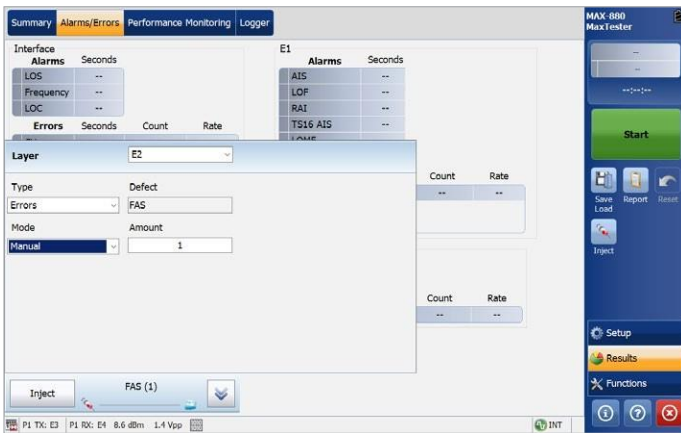 Summary Alarms/Errors Performance Monitoring Logger
MAX-880
MaxTester
Interface
Alarms Seconds
LOS --
Frequency --
LOC --
Errors Seconds Count Rate
E1
Alarms Seconds
AIS --
LOF --
RAI --
TS16 AIS --
Count Rate
-- --
Count Rate
-- --
Layer E2
Type Defect
Errors FAS
Mode Amount
Manual 1
Inject FAS (1)
--
--
--:--:--
Start
Save Load Report Reset
Inject
Setup
Results
Functions
P1 TX: E3 P1 RX: E4 8.6 dBm 1.4 Vpp INT